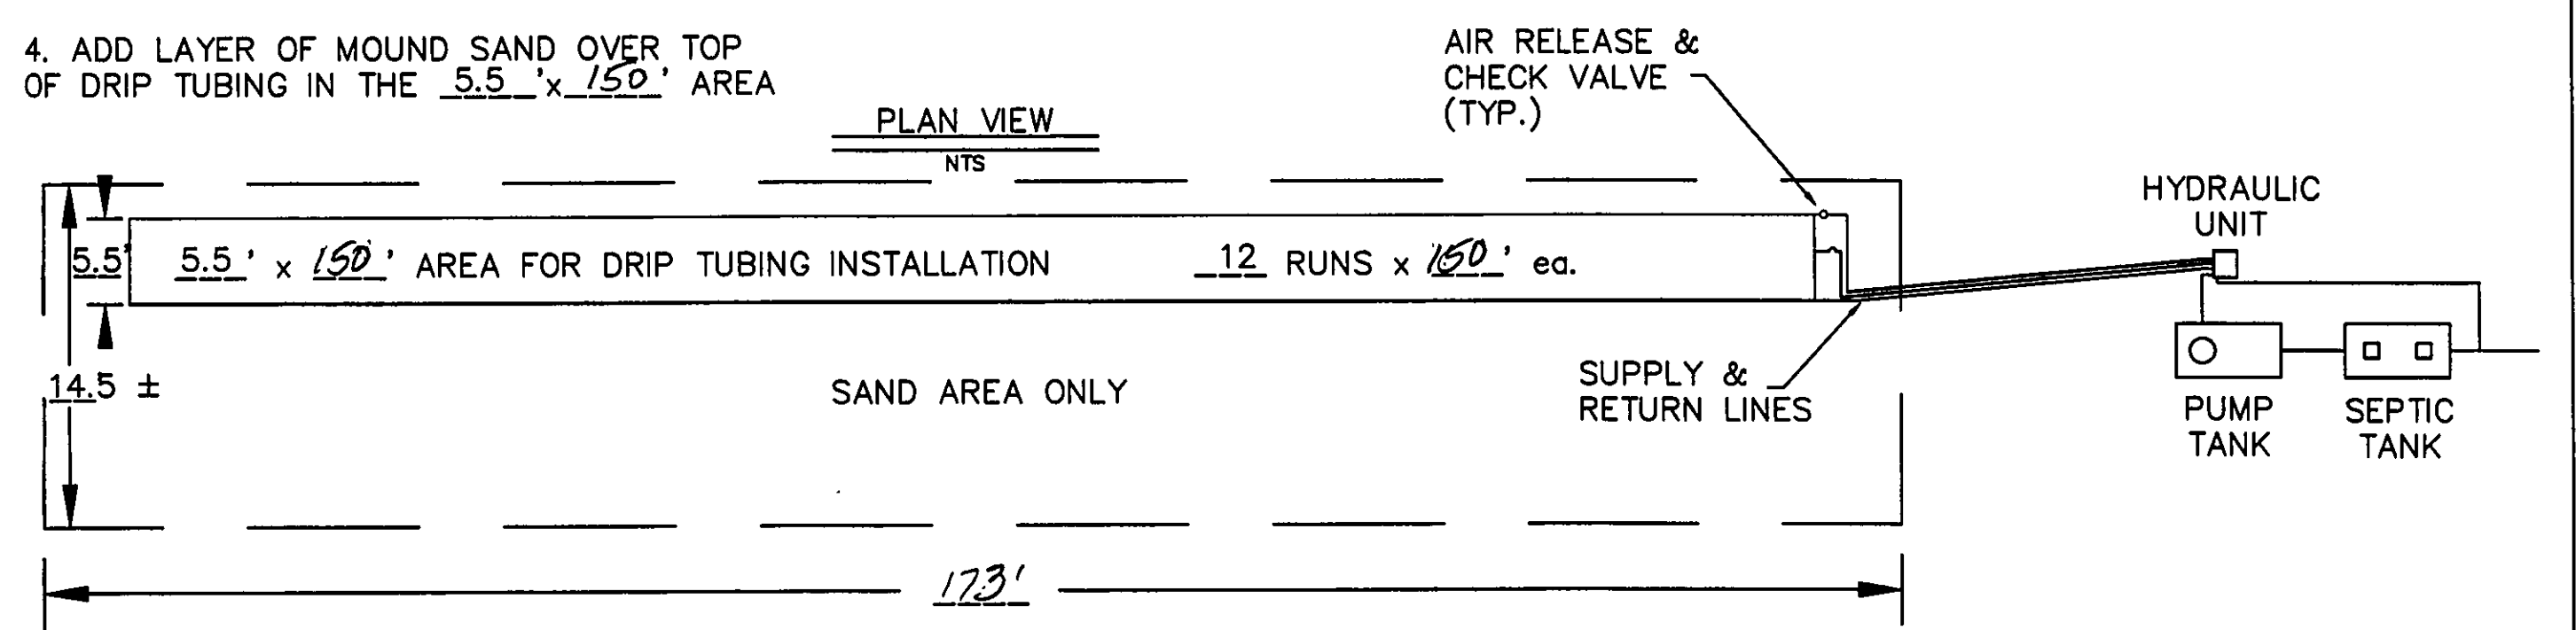 4. ADD LAYER OF MOUND SAND OVER TOP
OF DRIP TUBING IN THE 5.5 'x 150 ' AREA
PLAN VIEW
NTS
AIR RELEASE &
CHECK VALVE
(TYP.)
HYDRAULIC
UNIT
5.5'
5.5 ' x 150 ' AREA FOR DRIP TUBING INSTALLATION
12 RUNS x 150 ' ea.
14.5 ±
SAND AREA ONLY
SUPPLY &
RETURN LINES
PUMP
TANK
SEPTIC
TANK
173'